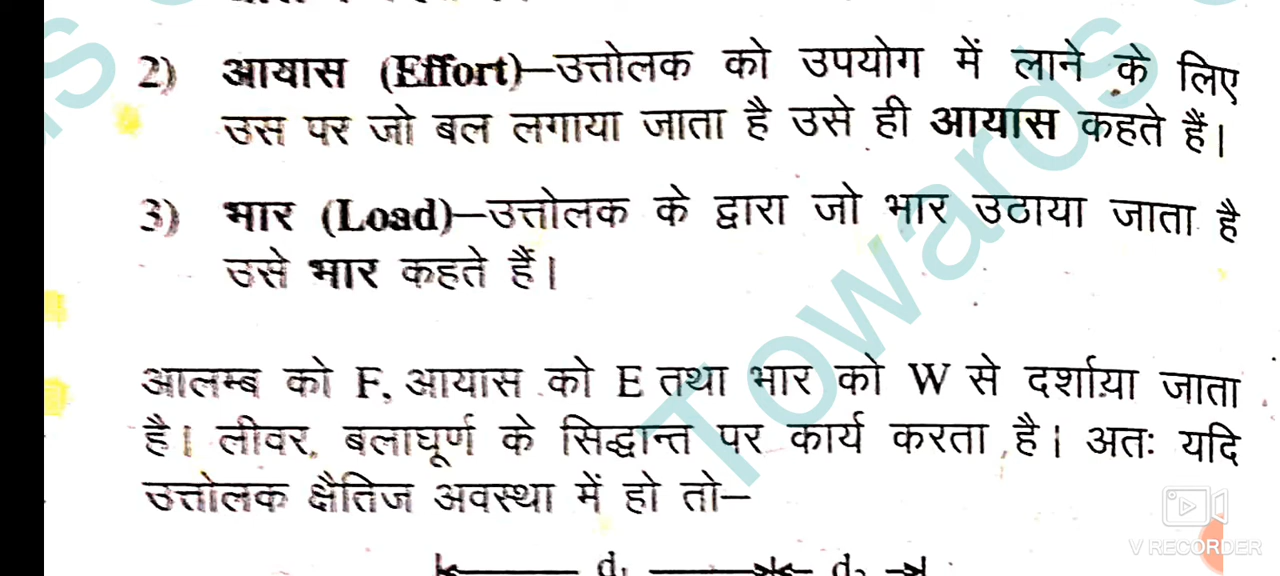 2) आयास (Effort)–उत्तोलक को उपयोग में लाने के लिए
उस पर जो बल लगाया जाता है उसे ही आयास कहते हैं।
3) भार (Load)–उत्तोलक के द्वारा जो भार उठाया जाता है
उसे भार कहते हैं।
आलम्ब को F, आयास को E तथा भार को W से दर्शाया जाता
है। लीवर, बलाघूर्ण के सिद्धान्त पर कार्य करता है। अतः यदि
उत्तोलक क्षैतिज अवस्था में हो तो–
d₁ d₂
Towards
V RECORDER